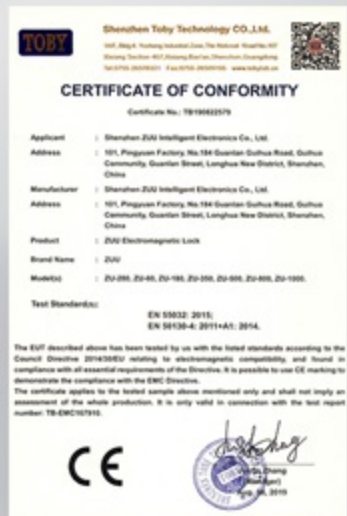 TOBY
Shenzhen Toby Technology CO.,Ltd.
CERTIFICATE OF CONFORMITY
Certificate No.: TB190822579
Applicant : Shenzhen ZUU Intelligent Electronics Co., Ltd.
Address : 101, Pingyuan Factory, No.184 Guantan Guihua Road, Guihua
Community, Guanlan Street, Longhua New District, Shenzhen,
China
Manufacturer : Shenzhen ZUU Intelligent Electronics Co., Ltd.
Address : 101, Pingyuan Factory, No.184 Guantan Guihua Road, Guihua
Community, Guanlan Street, Longhua New District, Shenzhen,
China
Product : ZUU Electromagnetic Lock
Brand Name : ZUU
Model(s) : ZU-280, ZU-60, ZU-180, ZU-350, ZU-500, ZU-800, ZU-1000.
Test Standard(s):
EN 55032: 2015;
EN 50130-4: 2011+A1: 2014.
The EUT described above has been tested by us with the listed standards according to the
Council Directive 2014/30/EU relating to electromagnetic compatibility, and found in
compliance with all essential requirements of the Directive. It is possible to use CE marking to
demonstrate the compliance with the EMC Directive.
The certificate applies to the tested sample above mentioned only and shall not imply an
assessment of the whole production. It is only valid in connection with the test report
number: TB-EMC167910.
CE
Zhang